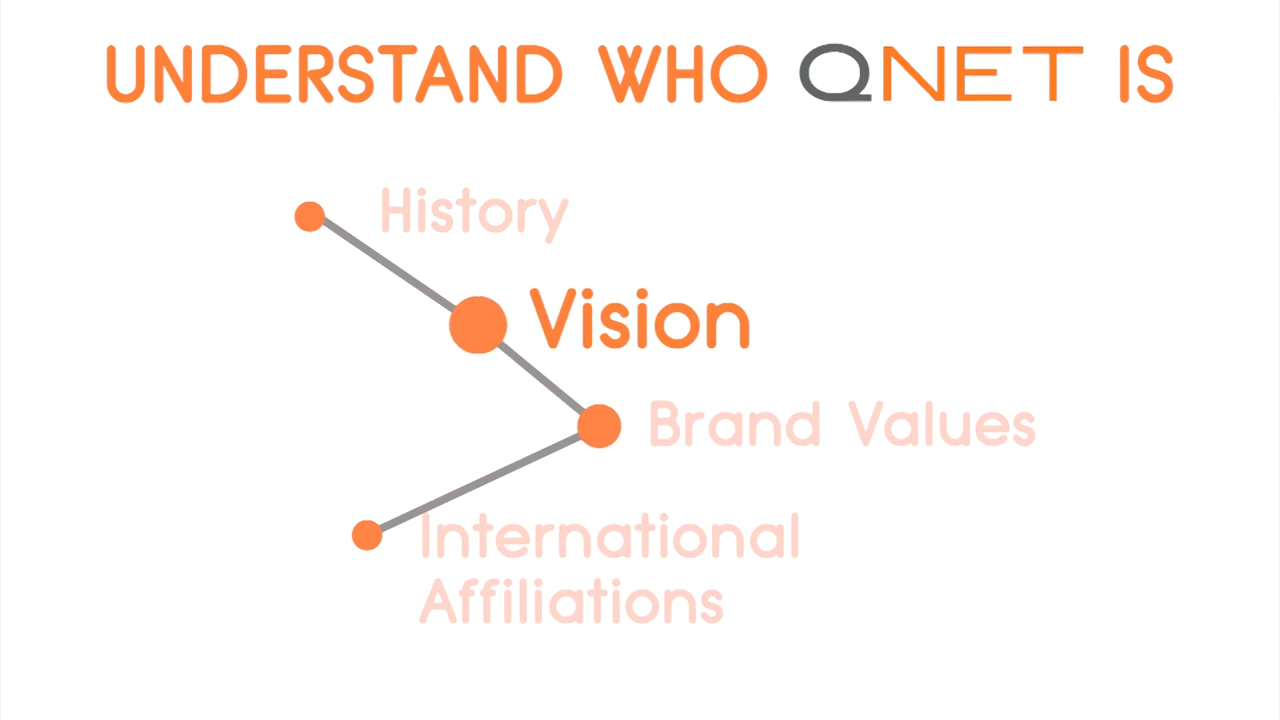 UNDERSTAND WHO QNET IS
History
Vision
Brand Values
International
Affiliations